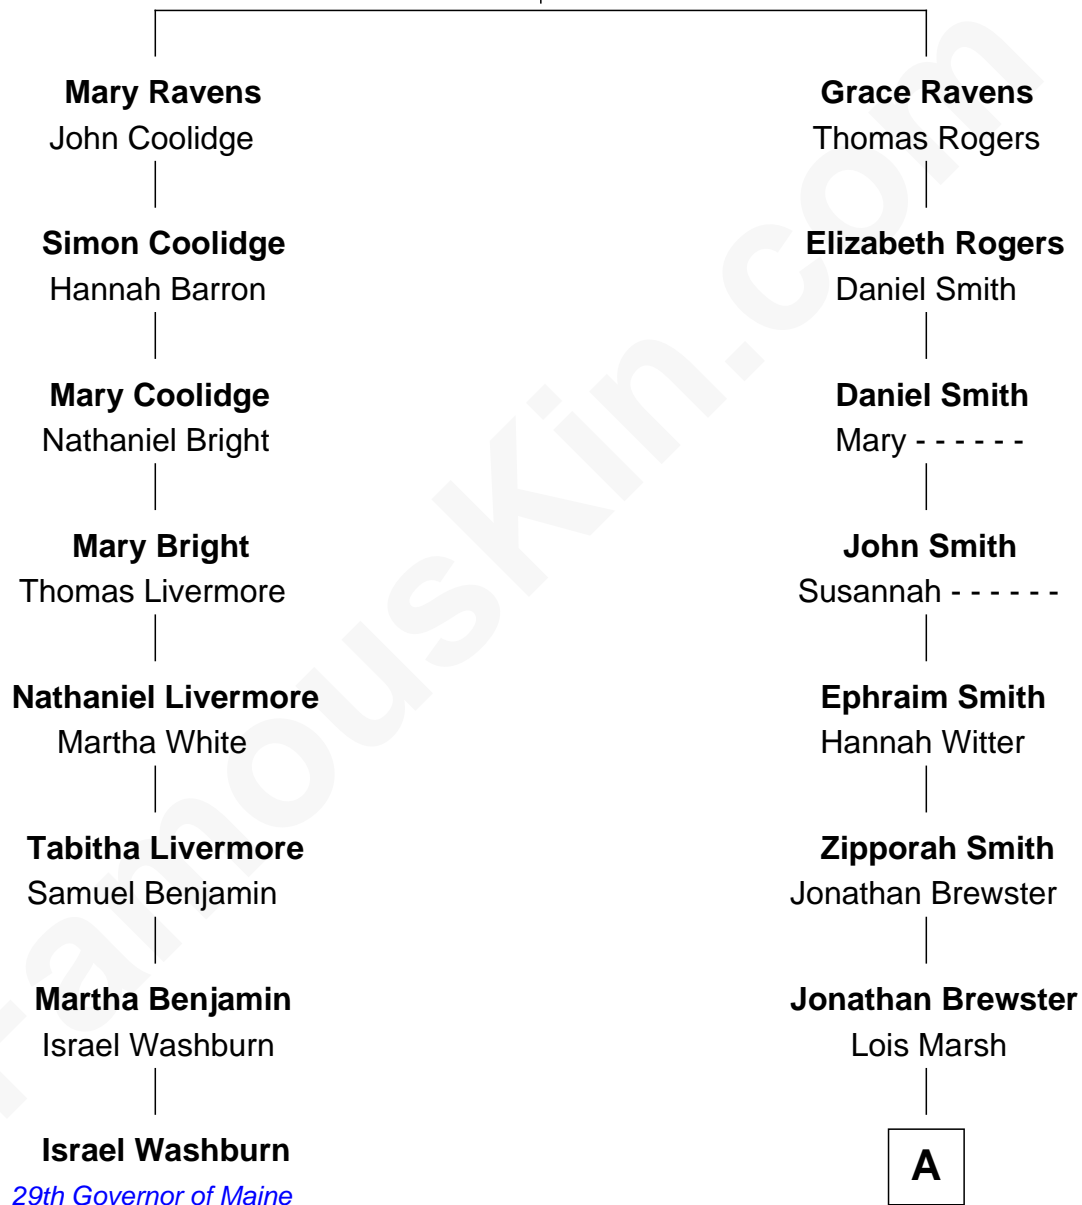 Mary Ravens
John Coolidge
Simon Coolidge
Hannah Barron
Mary Coolidge
Nathaniel Bright
Mary Bright
Thomas Livermore
Nathaniel Livermore
Martha White
Tabitha Livermore
Samuel Benjamin
Martha Benjamin
Israel Washburn
Israel Washburn
29th Governor of Maine
Grace Ravens
Thomas Rogers
Elizabeth Rogers
Daniel Smith
Daniel Smith
Mary - - - - - -
John Smith
Susannah - - - - - -
Ephraim Smith
Hannah Witter
Zipporah Smith
Jonathan Brewster
Jonathan Brewster
Lois Marsh
A
FamousKin.com